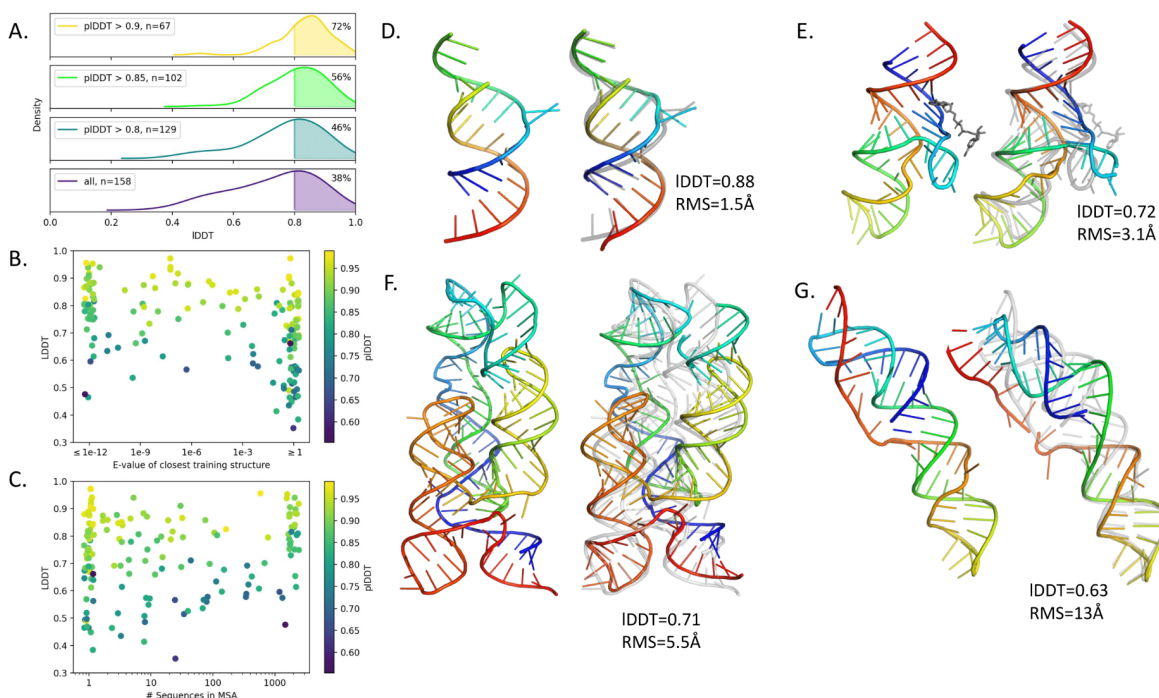 A.
plDDT > 0.9, n=67
72%
plDDT > 0.85, n=102
56%
plDDT > 0.8, n=129
46%
all, n=158
38%
Density
0.0 0.2 0.4 0.6 0.8 1.0
lDDT
B.
1.0
0.9
0.8
0.7
0.6
0.5
0.4
0.3
LDDT
≤ 1e-12 1e-9 1e-6 1e-3 ≥ 1
E-value of closest training structure
0.95
0.90
0.85
0.80
0.75
0.70
0.65
0.60
plDDT
C.
1.0
0.9
0.8
0.7
0.6
0.5
0.4
0.3
LDDT
1 10 100 1000
# Sequences in MSA
0.95
0.90
0.85
0.80
0.75
0.70
0.65
0.60
plDDT
D.
lDDT=0.88
RMS=1.5Å
E.
lDDT=0.72
RMS=3.1Å
F.
lDDT=0.71
RMS=5.5Å
G.
lDDT=0.63
RMS=13Å